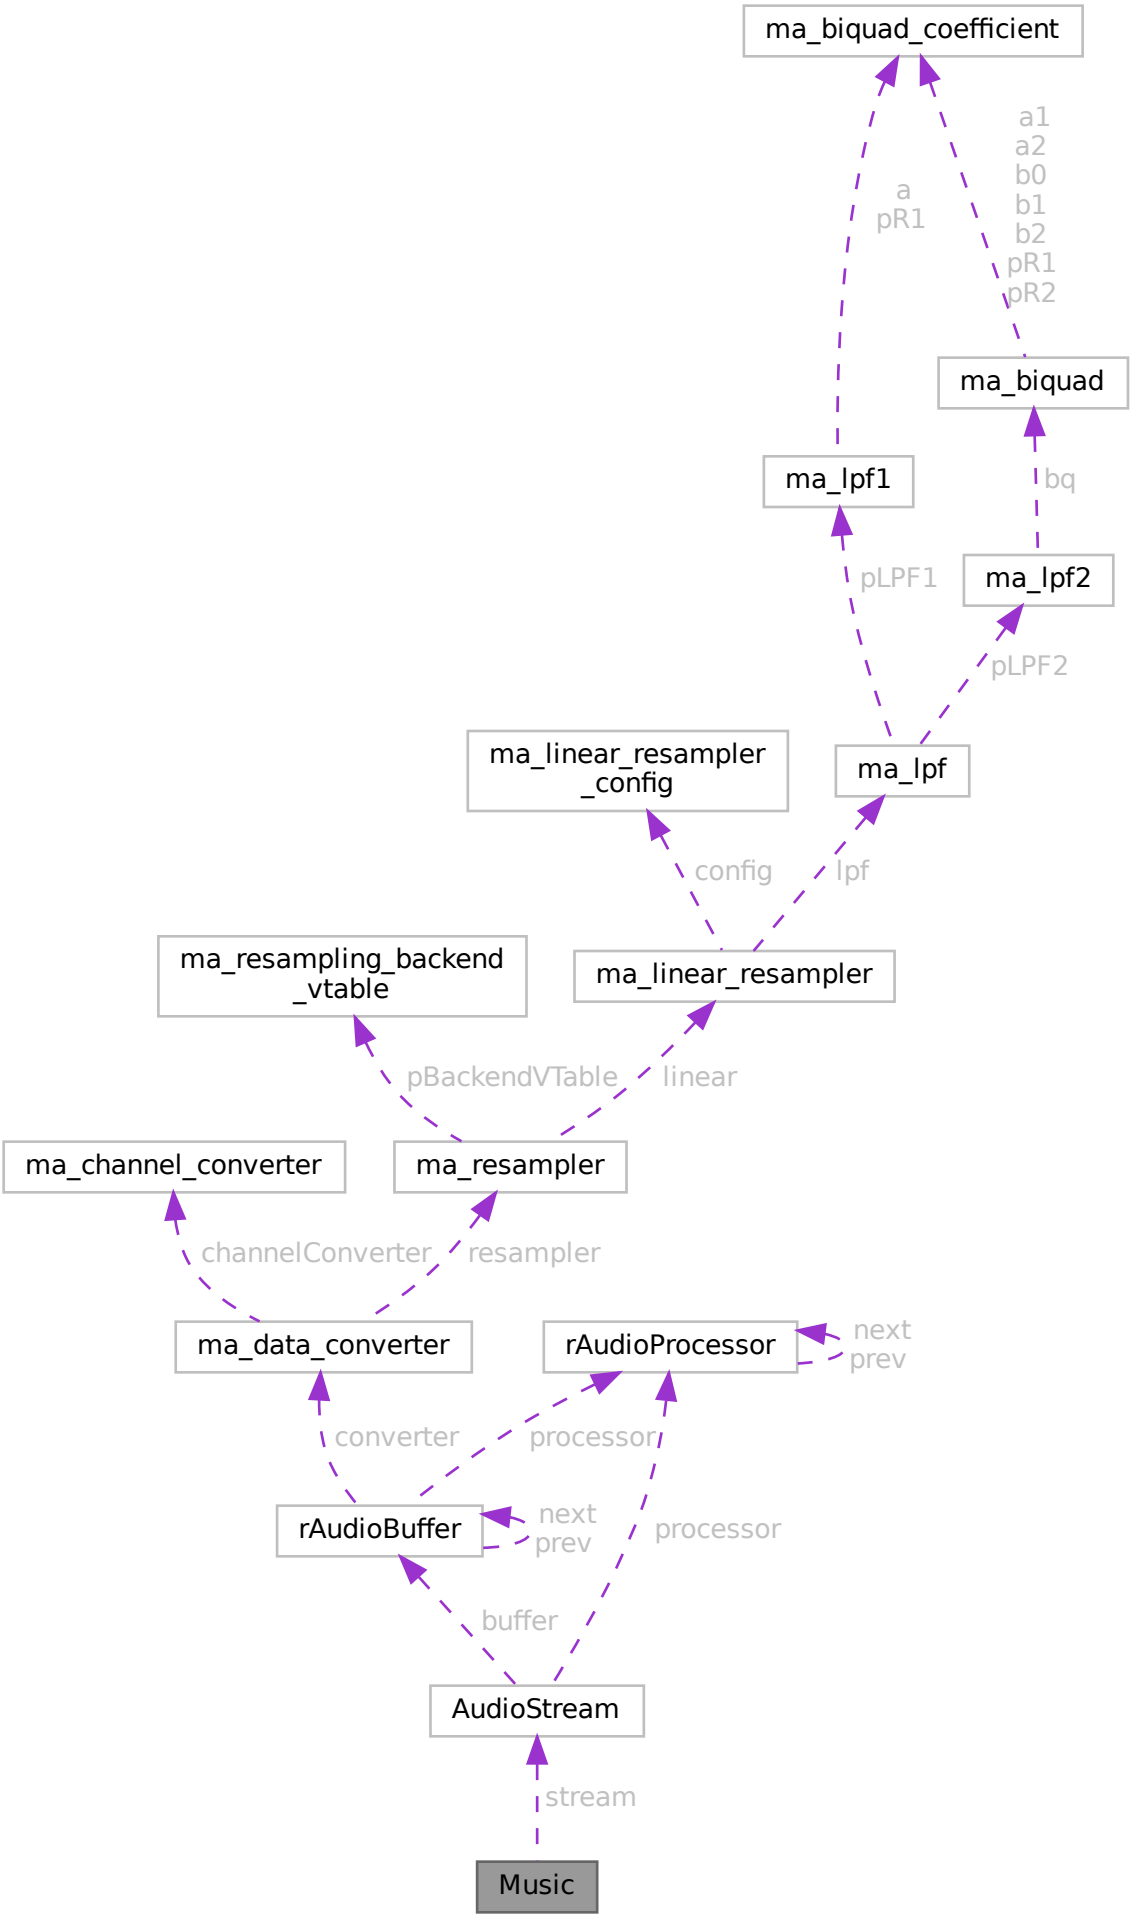 ma_biquad_coefficient
a1
a2
b0
b1
b2
pR1
pR2
a
pR1
ma_biquad
ma_lpf1
bq
pLPF1
ma_lpf2
pLPF2
ma_linear_resampler
_config
ma_lpf
config
lpf
ma_resampling_backend
_vtable
ma_linear_resampler
pBackendVTable
linear
ma_channel_converter
ma_resampler
channelConverter
resampler
ma_data_converter
rAudioProcessor
next
prev
converter
processor
rAudioBuffer
next
prev
processor
buffer
AudioStream
stream
Music